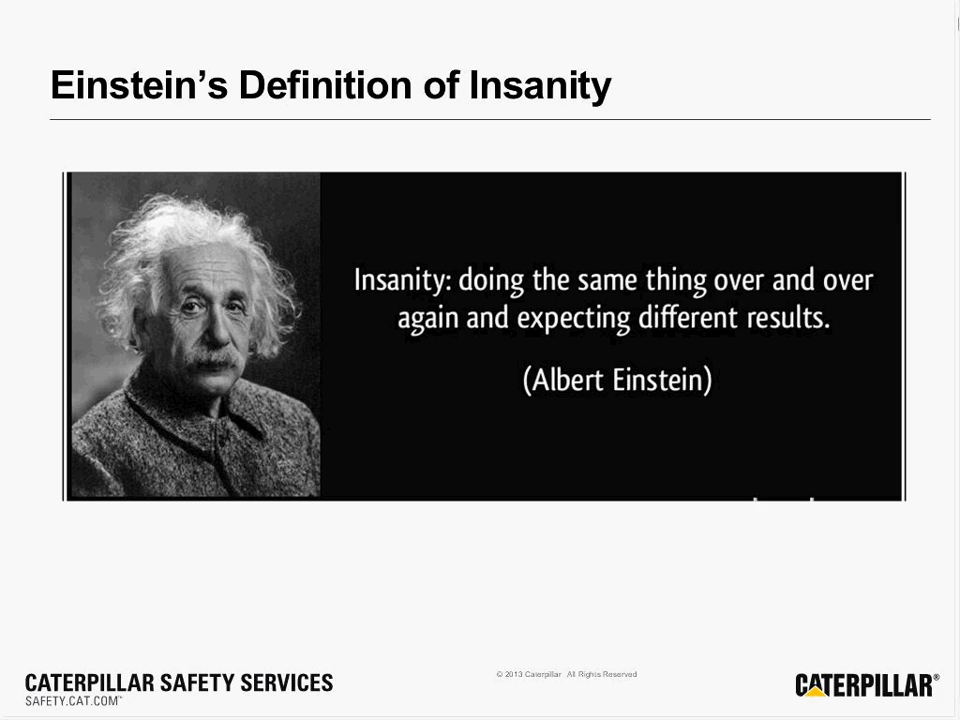 Einstein’s Definition of Insanity
Insanity: doing the same thing over and over
again and expecting different results.
(Albert Einstein)
© 2013 Caterpillar All Rights Reserved
CATERPILLAR SAFETY SERVICES
SAFETY.CAT.COM™
CATERPILLAR®